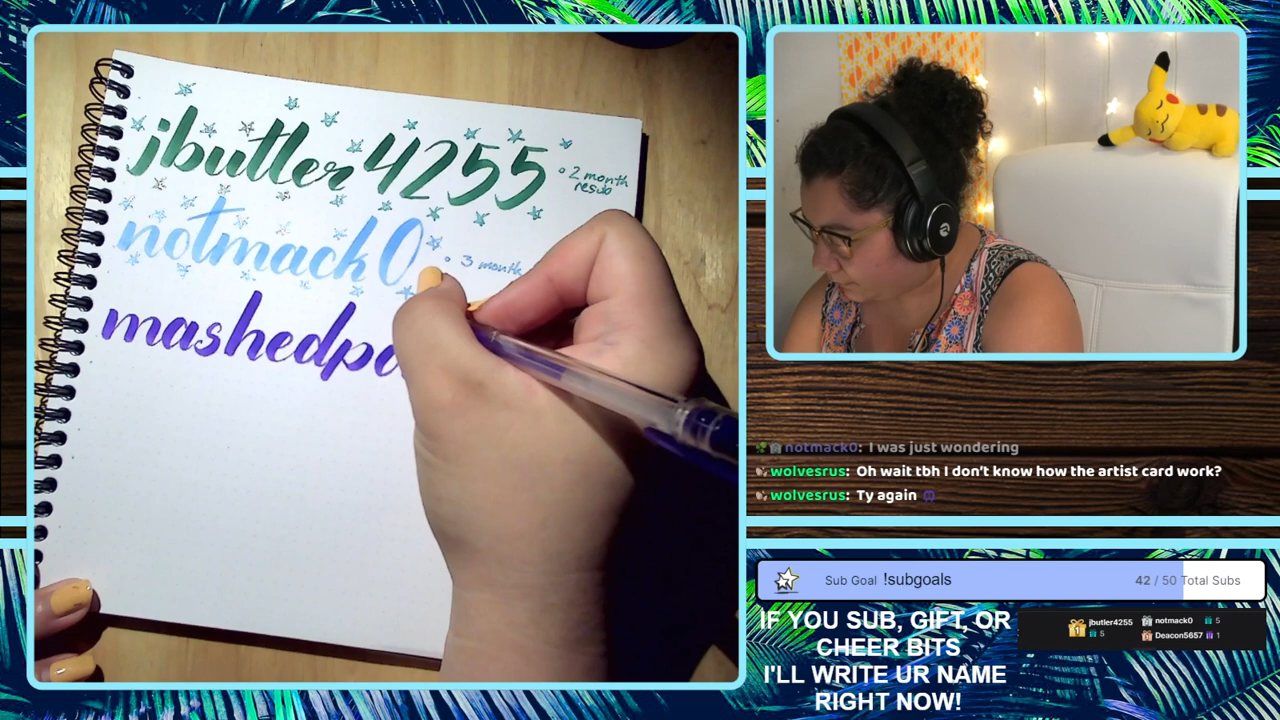 jbutler4255
• 2 month
resub
notmack0
• 3 month
mashedpo
notmack0: I was just wondering
wolvesrus: Oh wait tbh I don't know how the artist card work?
wolvesrus: Ty again
Sub Goal !subgoals 42 / 50 Total Subs
IF YOU SUB, GIFT, OR
CHEER BITS
I'LL WRITE UR NAME
RIGHT NOW!
1 jbutler4255 5
notmack0 5
Deacon5657 1